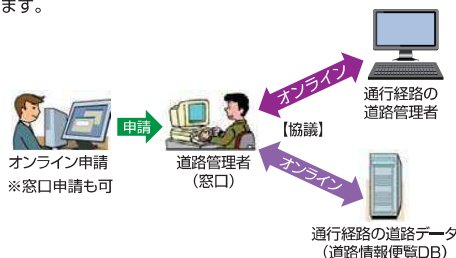 ます。
オンライン
通行経路の
道路管理者
申請
【協議】
オンライン申請
※窓口申請も可
道路管理者
（窓口）
オンライン
通行経路の道路データ
（道路情報便覧DB）